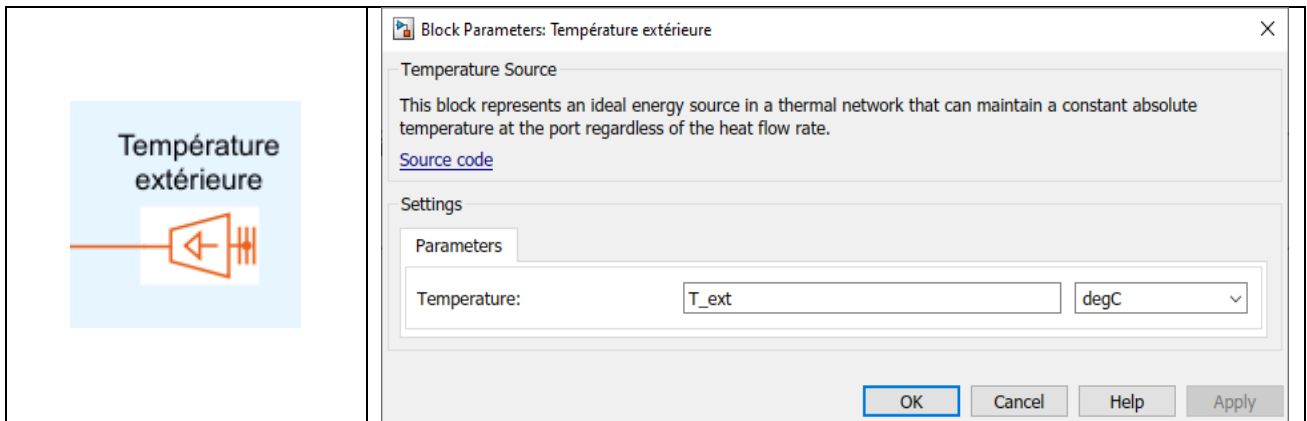 Température
extérieure
Block Parameters: Température extérieure
Temperature Source
This block represents an ideal energy source in a thermal network that can maintain a constant absolute
temperature at the port regardless of the heat flow rate.
Source code
Settings
Parameters
Temperature: T_ext degC
OK Cancel Help Apply